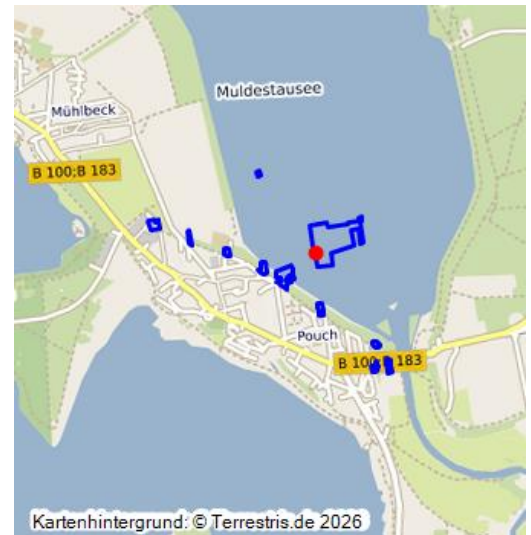 Muldestausee
Mühlbeck
B 100;B 183
Pouch
B 100;B 183
Kartenhintergrund: © Terrestris.de 2026